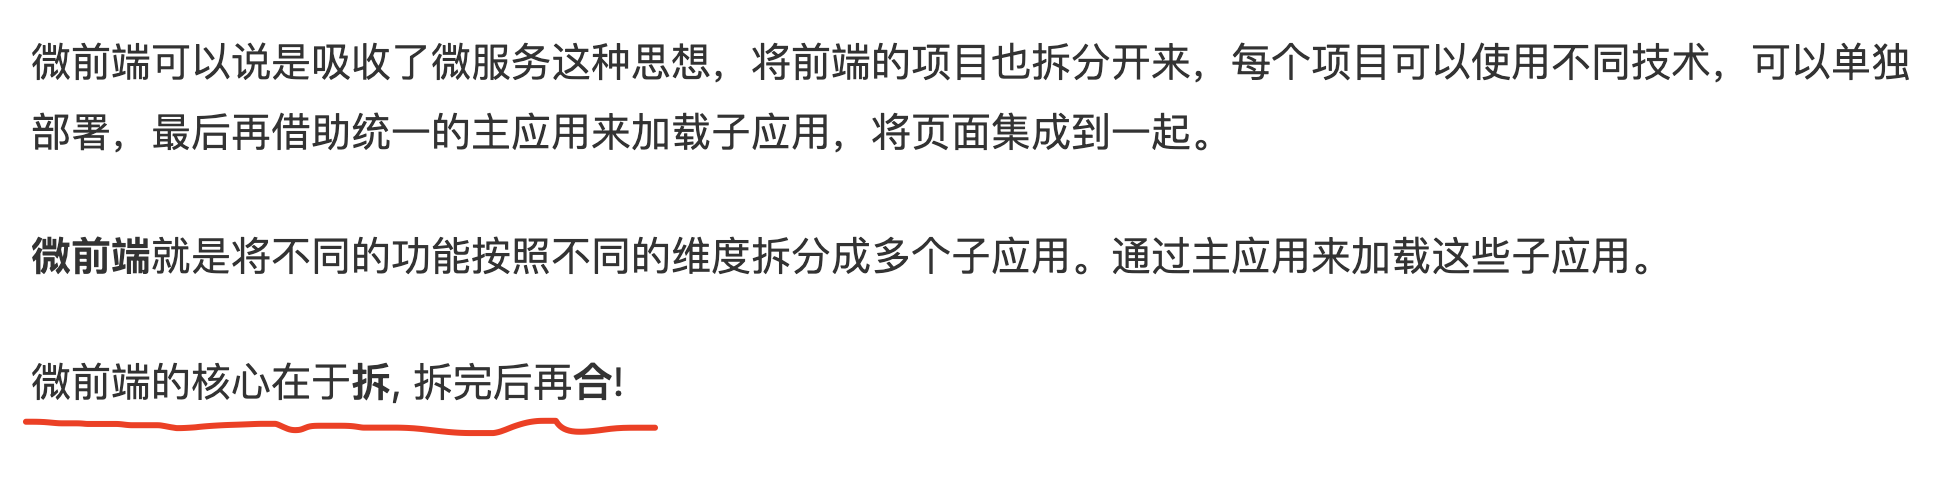 微前端可以说是吸收了微服务这种思想，将前端的项目也拆分开来，每个项目可以使用不同技术，可以单独
部署，最后再借助统一的主应用来加载子应用，将页面集成到一起。
微前端就是将不同的功能按照不同的维度拆分成多个子应用。通过主应用来加载这些子应用。
微前端的核心在于拆, 拆完后再合!